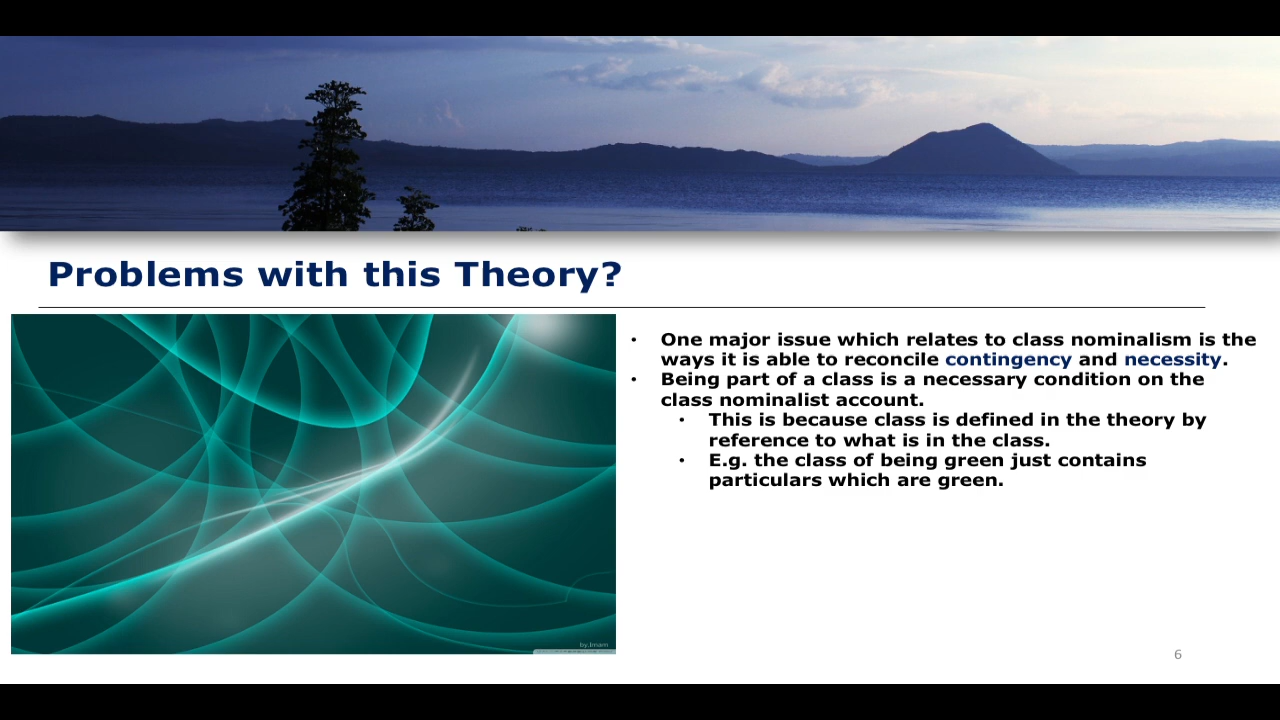 Problems with this Theory?
• One major issue which relates to class nominalism is the
ways it is able to reconcile contingency and necessity.
• Being part of a class is a necessary condition on the
class nominalist account.
• This is because class is defined in the theory by
reference to what is in the class.
• E.g. the class of being green just contains
particulars which are green.
by.Imam
6